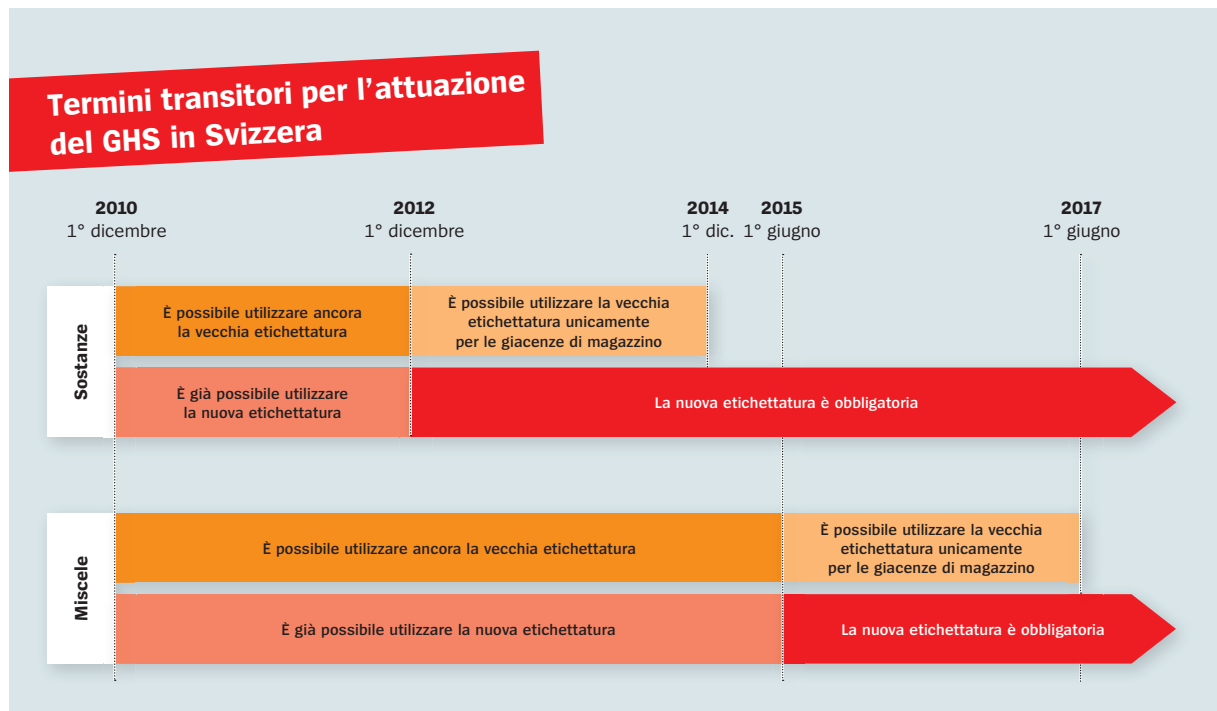 Termini transitori per l’attuazione
del GHS in Svizzera
2010
1° dicembre
2012
1° dicembre
2014
1° dic.
2015
1° giugno
2017
1° giugno
Sostanze
È possibile utilizzare ancora
la vecchia etichettatura
È possibile utilizzare la vecchia
etichettatura unicamente
per le giacenze di magazzino
È già possibile utilizzare
la nuova etichettatura
La nuova etichettatura è obbligatoria
Miscele
È possibile utilizzare ancora la vecchia etichettatura
È possibile utilizzare la vecchia
etichettatura unicamente
per le giacenze di magazzino
È già possibile utilizzare la nuova etichettatura
La nuova etichettatura è obbligatoria